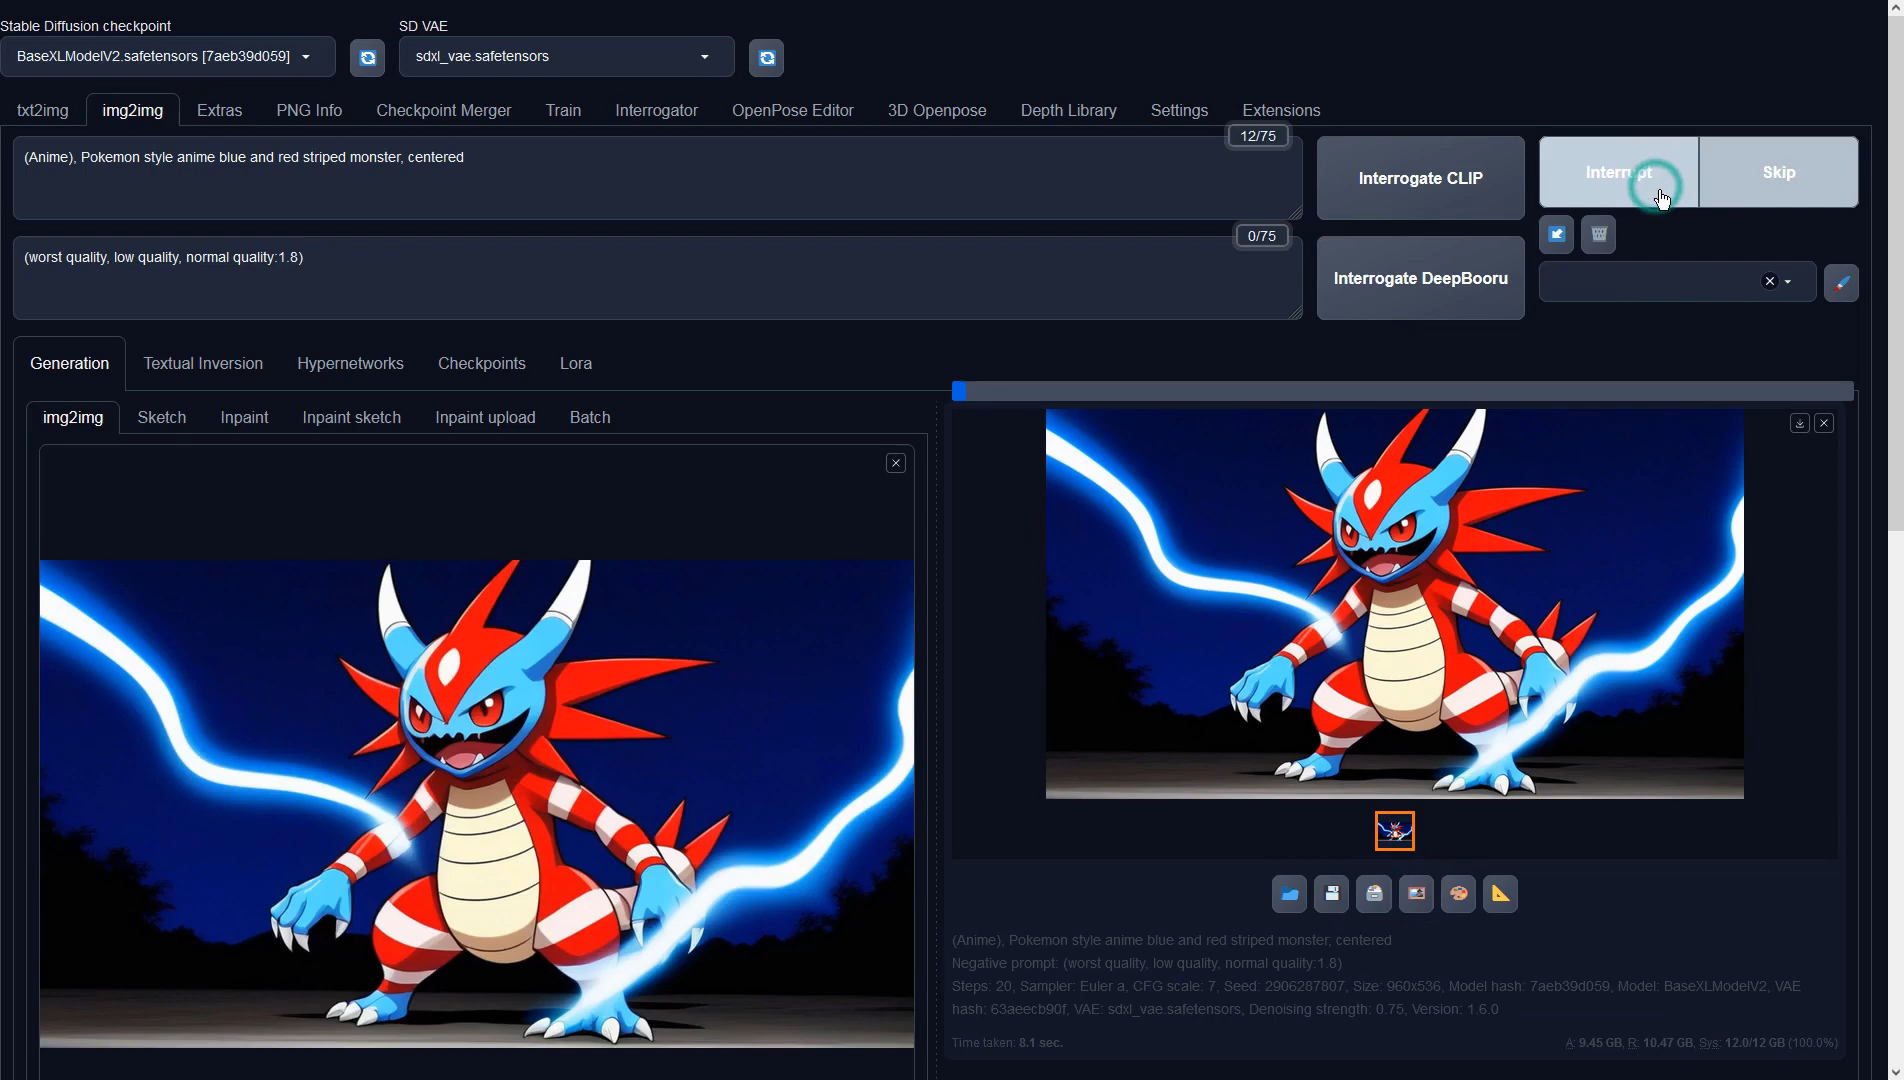 Stable Diffusion checkpoint
SD VAE
BaseXLModelV2.safetensors [7aeb39d059]
sdxl_vae.safetensors
txt2img
img2img
Extras
PNG Info
Checkpoint Merger
Train
Interrogator
OpenPose Editor
3D Openpose
Depth Library
Settings
Extensions
12/75
(Anime), Pokemon style anime blue and red striped monster, centered
Interrogate CLIP
Interrupt
Skip
0/75
(worst quality, low quality, normal quality:1.8)
Interrogate DeepBooru
Generation
Textual Inversion
Hypernetworks
Checkpoints
Lora
img2img
Sketch
Inpaint
Inpaint sketch
Inpaint upload
Batch
(Anime), Pokemon style anime blue and red striped monster, centered
Negative prompt: (worst quality, low quality, normal quality:1.8)
Steps: 20, Sampler: Euler a, CFG scale: 7, Seed: 2906287807, Size: 960x536, Model hash: 7aeb39d059, Model: BaseXLModelV2, VAE
hash: 63aeecb90f, VAE: sdxl_vae.safetensors, Denoising strength: 0.75, Version: 1.6.0
Time taken: 8.1 sec.
A: 9.45 GB, R: 10.47 GB, Sys: 12.0/12 GB (100.0%)